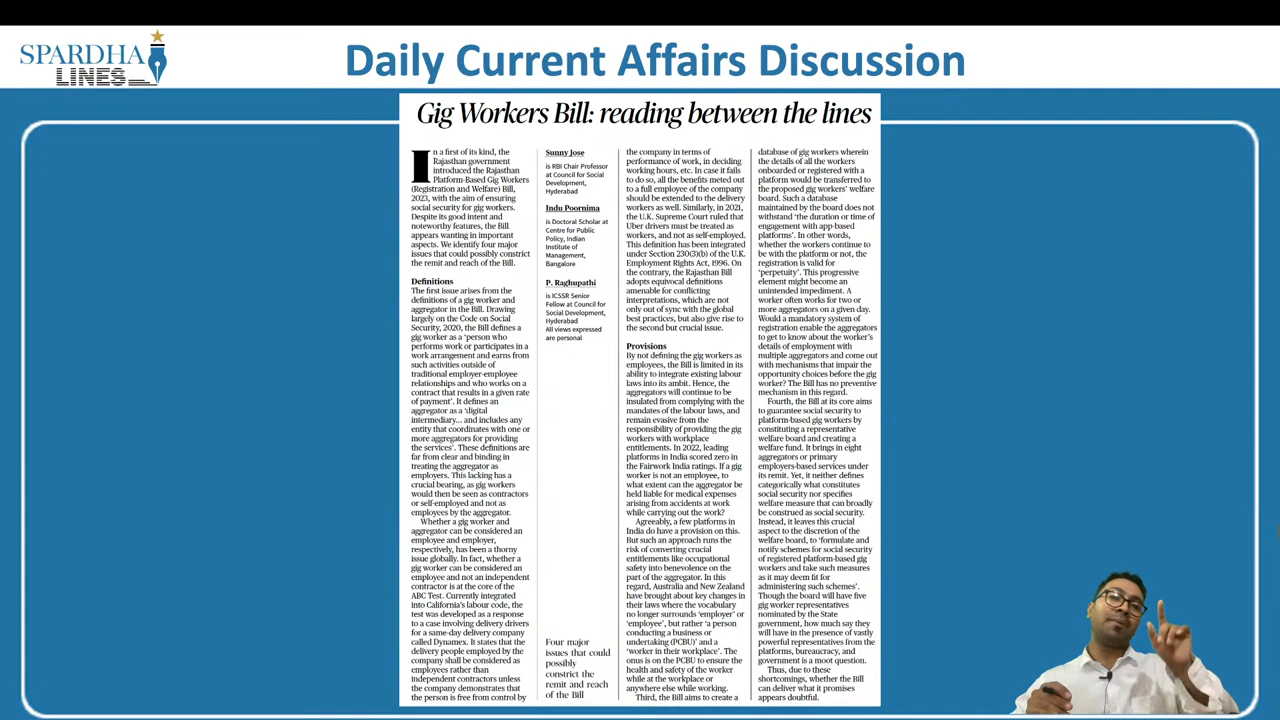 SPARDHA
LINES
Daily Current Affairs Discussion
Gig Workers Bill: reading between the lines
In a first of its kind, the
Rajasthan government
introduced the Rajasthan
Platform-Based Gig Workers
(Registration and Welfare) Bill,
2023, with the aim of ensuring
social security for gig workers.
Despite its good intent and
noteworthy features, the Bill
appears wanting in important
aspects. We identify four major
issues that could possibly constrict
the remit and reach of the Bill.
Definitions
The first issue arises from the
definitions of a gig worker and
aggregator in the Bill. Drawing
largely on the Code on Social
Security, 2020, the Bill defines a
gig worker as a ‘person who
performs work or participates in a
work arrangement and earns from
such activities outside of
traditional employer-employee
relationships and who works on a
contract that results in a given rate
of payment’. It defines an
aggregator as a ‘digital
intermediary... and includes any
entity that coordinates with one or
more aggregators for providing
the services’. These definitions are
far from clear and binding in
treating the aggregator as
employers. This lacking has a
crucial bearing, as gig workers
would then be seen as contractors
or self-employed and not as
employees by the aggregator.
Whether a gig worker and
aggregator can be considered an
employee and employer,
respectively, has been a thorny
issue globally. In fact, whether a
gig worker can be considered an
employee and not an independent
contractor is at the core of the
ABC Test. Currently integrated
into California’s labour code, the
test was developed as a response
to a case involving delivery drivers
for a same-day delivery company
called Dynamex. It states that the
delivery people employed by the
company shall be considered as
employees rather than
independent contractors unless
the company demonstrates that
the person is free from control by
Sunny Jose
is RBI Chair Professor
at Council for Social
Development,
Hyderabad
Indu Poornima
is Doctoral Scholar at
Centre for Public
Policy, Indian
Institute of
Management,
Bangalore
P. Raghupathi
is ICSSR Senior
Fellow at Council for
Social Development,
Hyderabad
All views expressed
are personal
Four major
issues that could
possibly
constrict the
remit and reach
of the Bill
the company in terms of
performance of work, in deciding
working hours, etc. In case it fails
to do so, all the benefits meted out
to a full employee of the company
should be extended to the delivery
workers as well. Similarly, in 2021,
the U.K. Supreme Court ruled that
Uber drivers must be treated as
workers, and not as self-employed.
This definition has been integrated
under Section 230(3)(b) of the U.K.
Employment Rights Act, 1996. On
the contrary, the Rajasthan Bill
adopts equivocal definitions
amenable for conflicting
interpretations, which are not
only out of sync with the global
best practices, but also give rise to
the second but crucial issue.
Provisions
By not defining the gig workers as
employees, the Bill is limited in its
ability to integrate existing labour
laws into its ambit. Hence, the
aggregators will continue to be
insulated from complying with the
mandates of the labour laws, and
remain evasive from the
responsibility of providing the gig
workers with workplace
entitlements. In 2022, leading
platforms in India scored zero in
the Fairwork India ratings. If a gig
worker is not an employee, to
what extent can the aggregator be
held liable for medical expenses
arising from accidents at work
while carrying out the work?
Agreeably, a few platforms in
India do have a provision on this.
But such an approach runs the
risk of converting crucial
entitlements like occupational
safety into benevolence on the
part of the aggregator. In this
regard, Australia and New Zealand
have brought about key changes in
their laws where the vocabulary
no longer surrounds ‘employer’ or
‘employee’, but rather ‘a person
conducting a business or
undertaking (PCBU)’ and a
‘worker in their workplace’. The
onus is on the PCBU to ensure the
health and safety of the worker
while at the workplace or
anywhere else while working.
Third, the Bill aims to create a
database of gig workers wherein
the details of all the workers
onboarded or registered with a
platform would be transferred to
the proposed gig workers’ welfare
board. Such a database
maintained by the board does not
withstand ‘the duration or time of
engagement with app-based
platforms’. In other words,
whether the workers continue to
be with the platform or not, the
registration is valid for
‘perpetuity’. This progressive
element might become an
unintended impediment. A
worker often works for two or
more aggregators on a given day.
Would a mandatory system of
registration enable the aggregators
to get to know about the worker’s
details of employment with
multiple aggregators and come out
with mechanisms that impair the
opportunity choices before the gig
worker? The Bill has no preventive
mechanism in this regard.
Fourth, the Bill at its core aims
to guarantee social security to
platform-based gig workers by
constituting a representative
welfare board and creating a
welfare fund. It brings in eight
aggregators or primary
employers-based services under
its remit. Yet, it neither defines
categorically what constitutes
social security nor specifies
welfare measure that can broadly
be construed as social security.
Instead, it leaves this crucial
aspect to the discretion of the
welfare board, to ‘formulate and
notify schemes for social security
of registered platform-based gig
workers and take such measures
as it may deem fit for
administering such schemes’.
Though the board will have five
gig worker representatives
nominated by the State
government, how much say they
will have in the presence of vastly
powerful representatives from the
platforms, bureaucracy, and
government is a moot question.
Thus, due to these
shortcomings, whether the Bill
can deliver what it promises
appears doubtful.